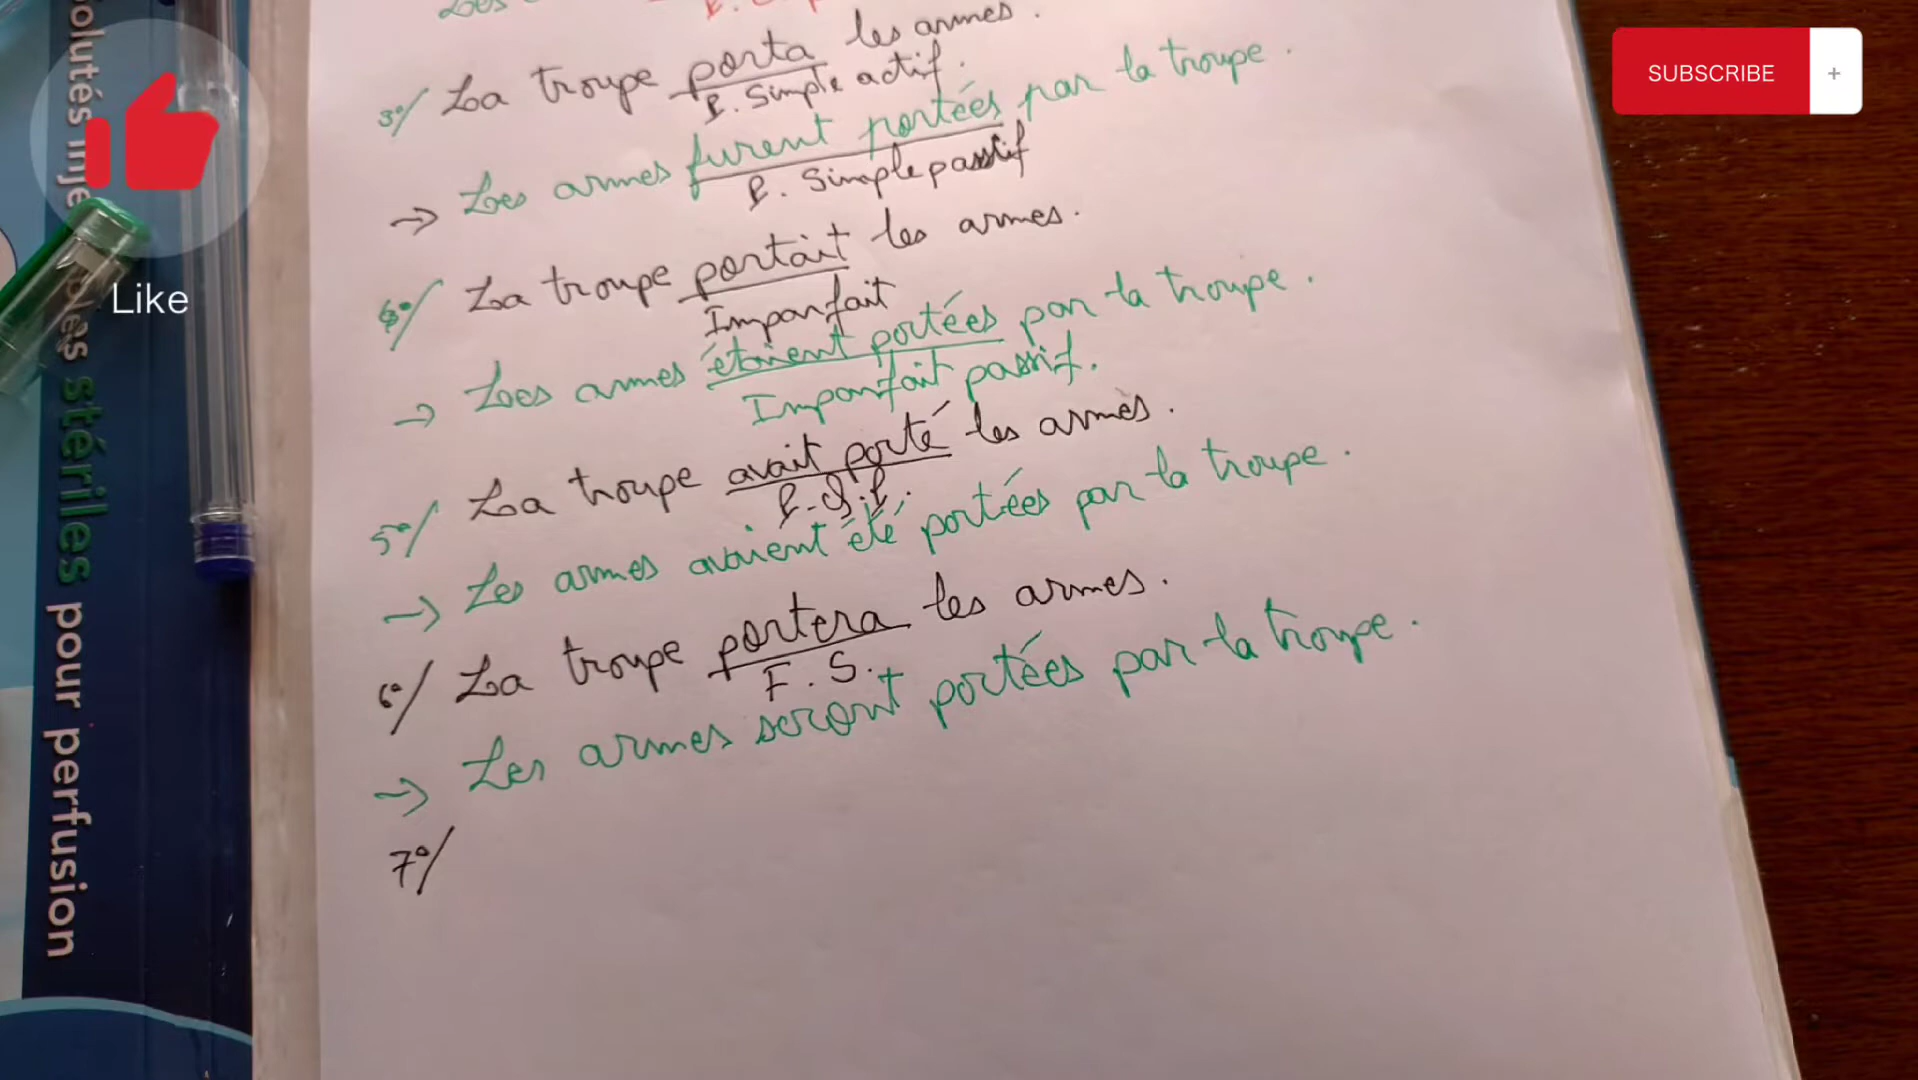 Les
3°/ La troupe porta les armes.
P. Simple actif.
→ Les armes furent portées par la troupe.
P. Simple passif
4°/ La troupe portait les armes.
Imparfait
→ Les armes étaient portées par la troupe.
Imparfait passif.
5°/ La troupe avait porté les armes.
P.Q.P.
→ Les armes avaient été portées par la troupe.
6°/ La troupe portera les armes.
F. S.
→ Les armes seront portées par la troupe.
7°/
stériles pour perfusion
Like
SUBSCRIBE +